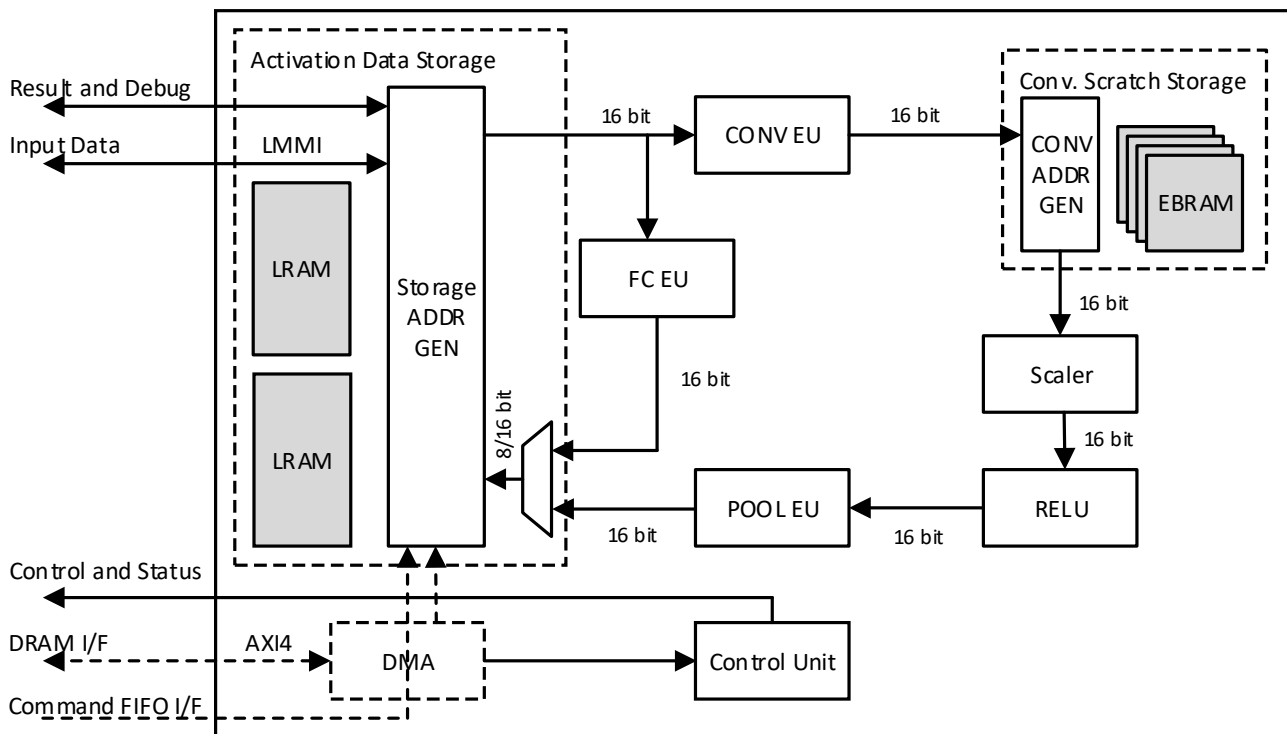 Activation Data Storage
Conv. Scratch Storage
Result and Debug
16 bit
CONV EU
16 bit
CONV
ADDR
GEN
EBRAM
Input Data
LMMI
LRAM
Storage
ADDR
GEN
FC EU
16 bit
Scaler
16 bit
8/16 bit
16 bit
LRAM
POOL EU
RELU
16 bit
16 bit
Control and Status
DRAM I/F
AXI4
DMA
Control Unit
Command FIFO I/F